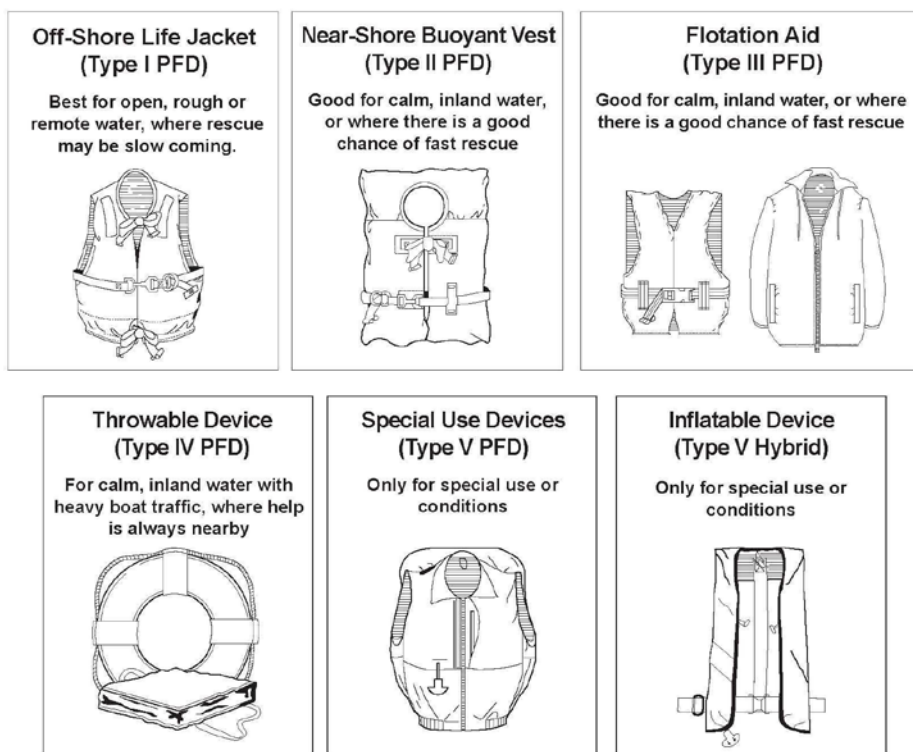 Off-Shore Life Jacket
(Type I PFD)
Best for open, rough or
remote water, where rescue
may be slow coming.
Near-Shore Buoyant Vest
(Type II PFD)
Good for calm, inland water,
or where there is a good
chance of fast rescue
Flotation Aid
(Type III PFD)
Good for calm, inland water, or where
there is a good chance of fast rescue
Throwable Device
(Type IV PFD)
For calm, inland water with
heavy boat traffic, where help
is always nearby
Special Use Devices
(Type V PFD)
Only for special use or
conditions
Inflatable Device
(Type V Hybrid)
Only for special use or
conditions